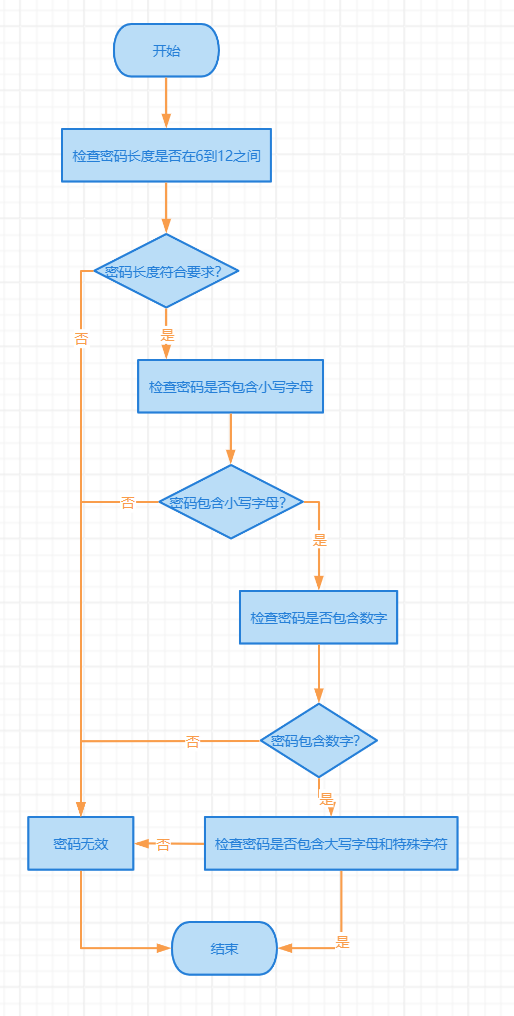 开始
检查密码长度是否在6到12之间
密码长度符合要求?
否
是
检查密码是否包含小写字母
密码包含小写字母?
否
是
检查密码是否包含数字
密码包含数字?
否
是
密码无效
否
检查密码是否包含大写字母和特殊字符
是
结束